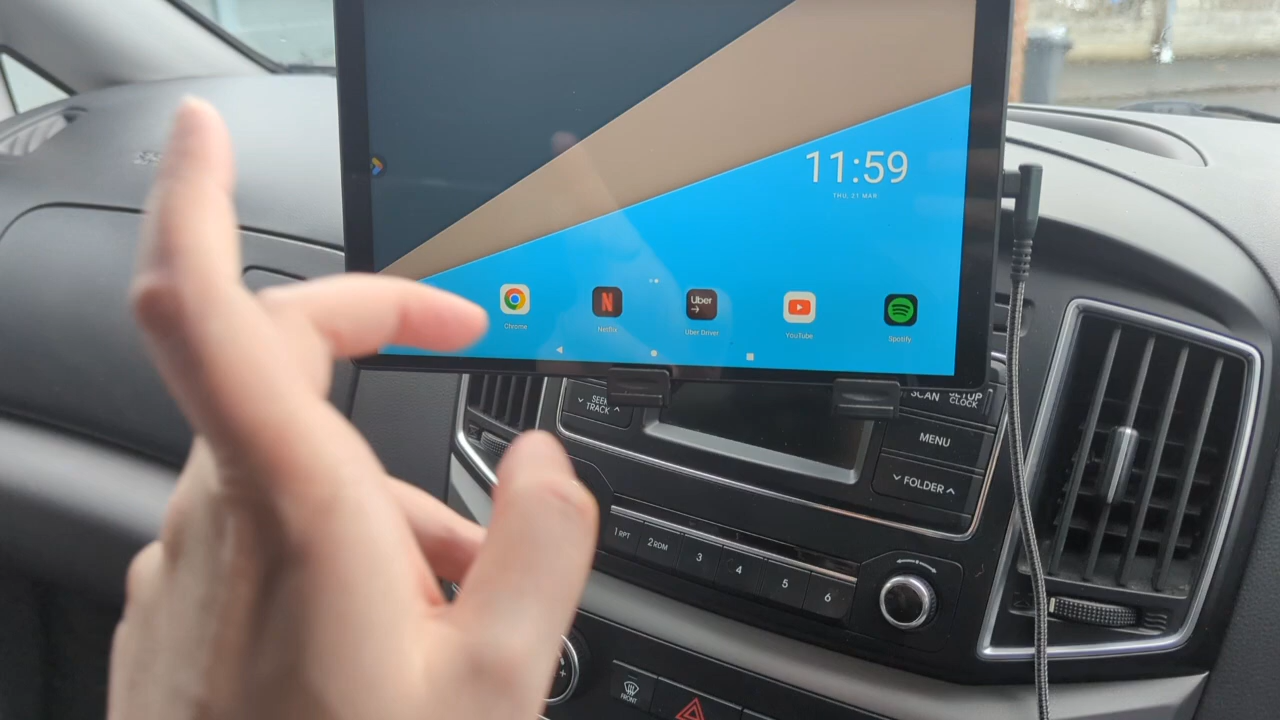 11:59
THU, 21 MAR
N
Uber
Chrome
Netflix
Uber Driver
YouTube
Spotify
SEEK
TRACK
SCAN
SETUP
CLOCK
MENU
FOLDER
1 RPT
2 RDM
3
4
5
6
FRONT